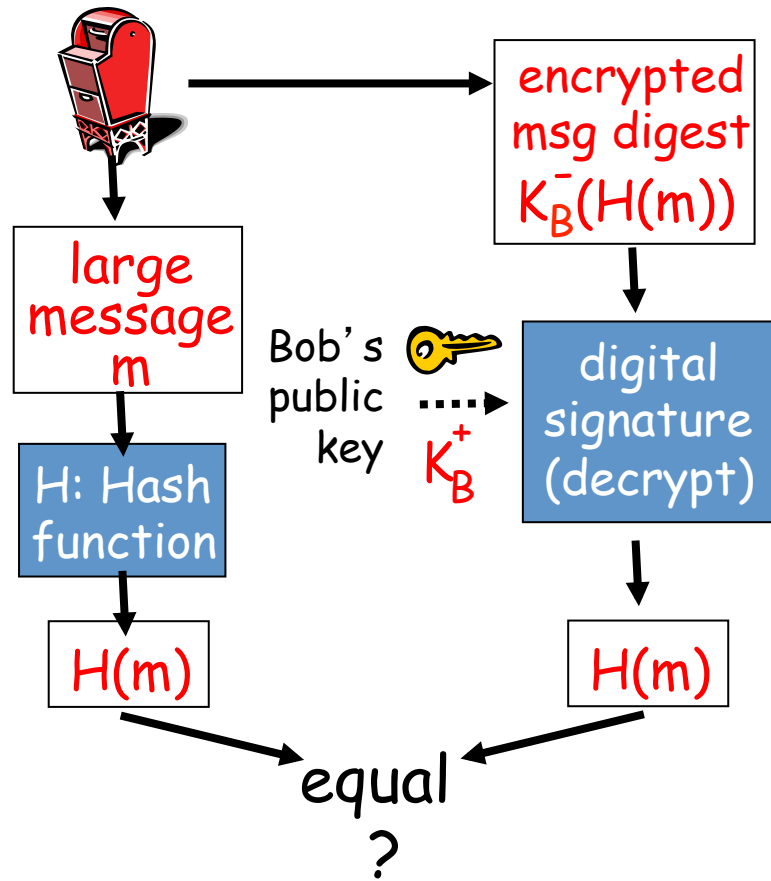 encrypted
msg digest
K_B^-(H(m))
large
message
m
H: Hash
function
H(m)
Bob's
public
key
K_B^+
digital
signature
(decrypt)
H(m)
equal
?